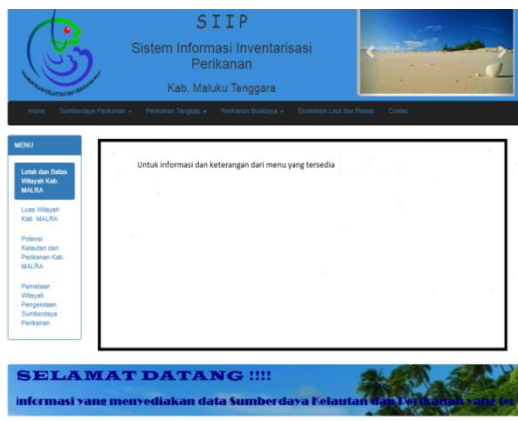 SIIP
Sistem Informasi Inventarisasi
Perikanan
Kab. Maluku Tenggara
Home Sumberdaya Perikanan Perikanan Tangkap Perikanan Budidaya Ekosistem Laut dan Pesisir Contac
MENU
Letak dan Batas
Wilayah Kab.
MALRA
Luas Wilayah
Kab. MALRA
Potensi
Kelautan dan
Perikanan Kab.
MALRA
Pemetaan
Wilayah
Pengelolaan
Sumberdaya
Perikanan
Untuk informasi dan keterangan dari menu yang tersedia
SELAMAT DATANG !!!!
informasi yang menyediakan data Sumberdaya Kelautan dan Perikanan yang ter